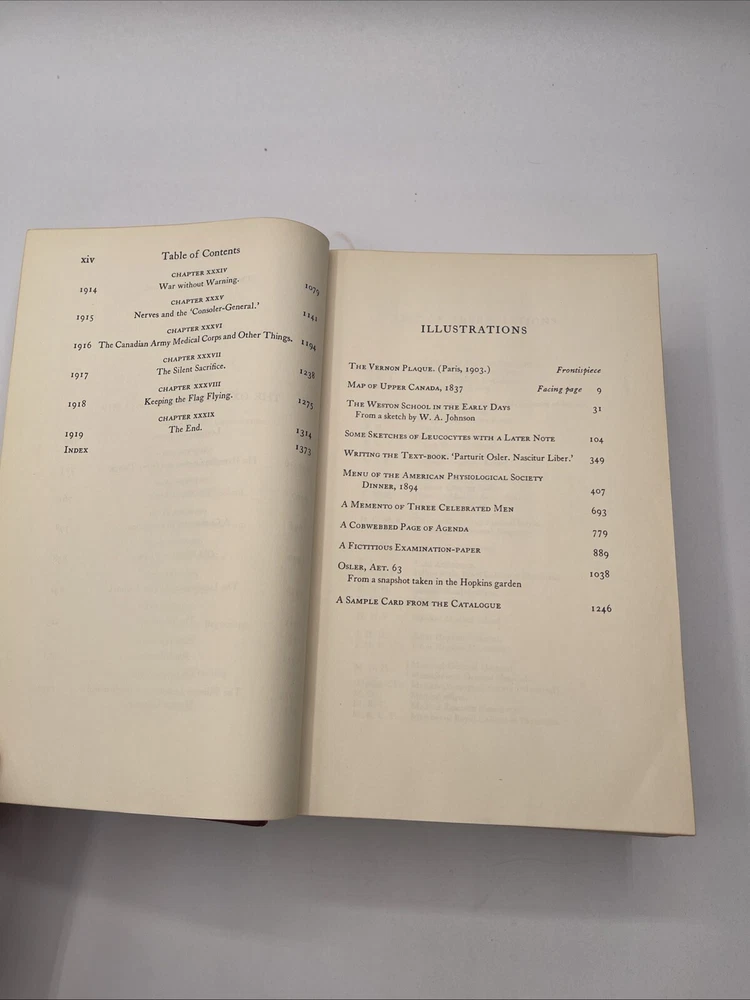 xiv Table of Contents
CHAPTER XXXIV
1914 War without Warning. 1079
CHAPTER XXXV
1915 Nerves and the 'Consoler-General.' 1141
CHAPTER XXXVI
1916 The Canadian Army Medical Corps and Other Things. 1194
CHAPTER XXXVII
1917 The Silent Sacrifice. 1238
CHAPTER XXXVIII
1918 Keeping the Flag Flying. 1275
CHAPTER XXXIX
1919 The End. 1314
INDEX 1373
ILLUSTRATIONS
THE VERNON PLAQUE. (Paris, 1903.) Frontispiece
MAP OF UPPER CANADA, 1837 Facing page 9
THE WESTON SCHOOL IN THE EARLY DAYS 31
From a sketch by W. A. Johnson
SOME SKETCHES OF LEUCOCYTES WITH A LATER NOTE 104
WRITING THE TEXT-BOOK. 'Parturit Osler. Nascitur Liber.' 349
MENU OF THE AMERICAN PHYSIOLOGICAL SOCIETY
DINNER, 1894 407
A MEMENTO OF THREE CELEBRATED MEN 693
A COBWEBBED PAGE OF AGENDA 779
A FICTITIOUS EXAMINATION-PAPER 889
OSLER, AET. 63 1038
From a snapshot taken in the Hopkins garden
A SAMPLE CARD FROM THE CATALOGUE 1246